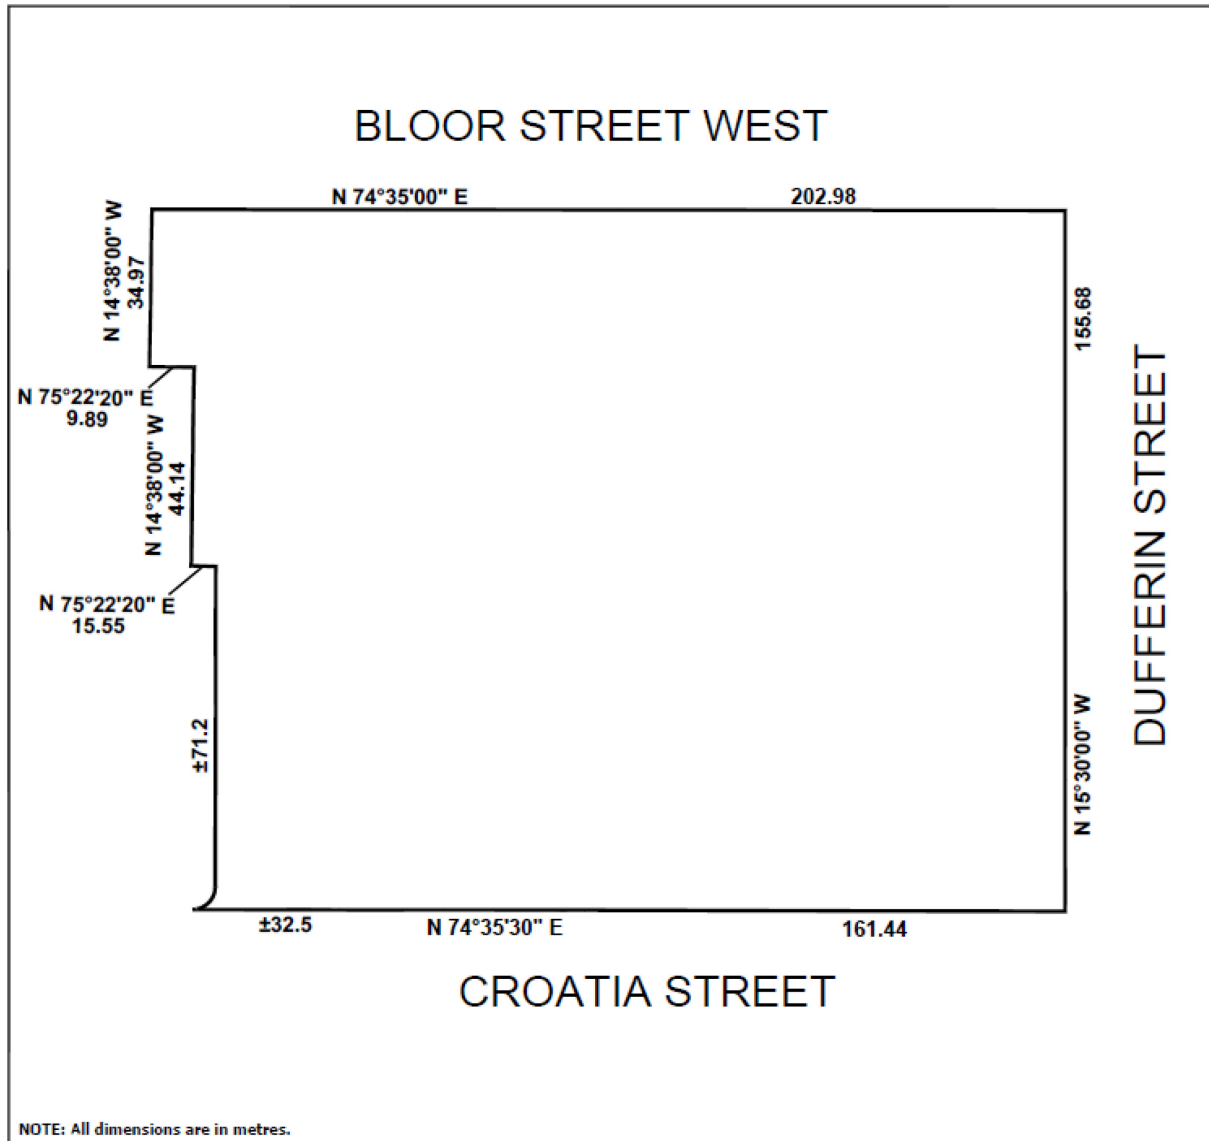 BLOOR STREET WEST
N 74°35'00" E
202.98
N 14°38'00" W
34.97
155.68
N 75°22'20" E
9.89
N 14°38'00" W
44.14
DUFFERIN STREET
N 75°22'20" E
15.55
±71.2
N 15°30'00" W
±32.5
N 74°35'30" E
161.44
CROATIA STREET
NOTE: All dimensions are in metres.